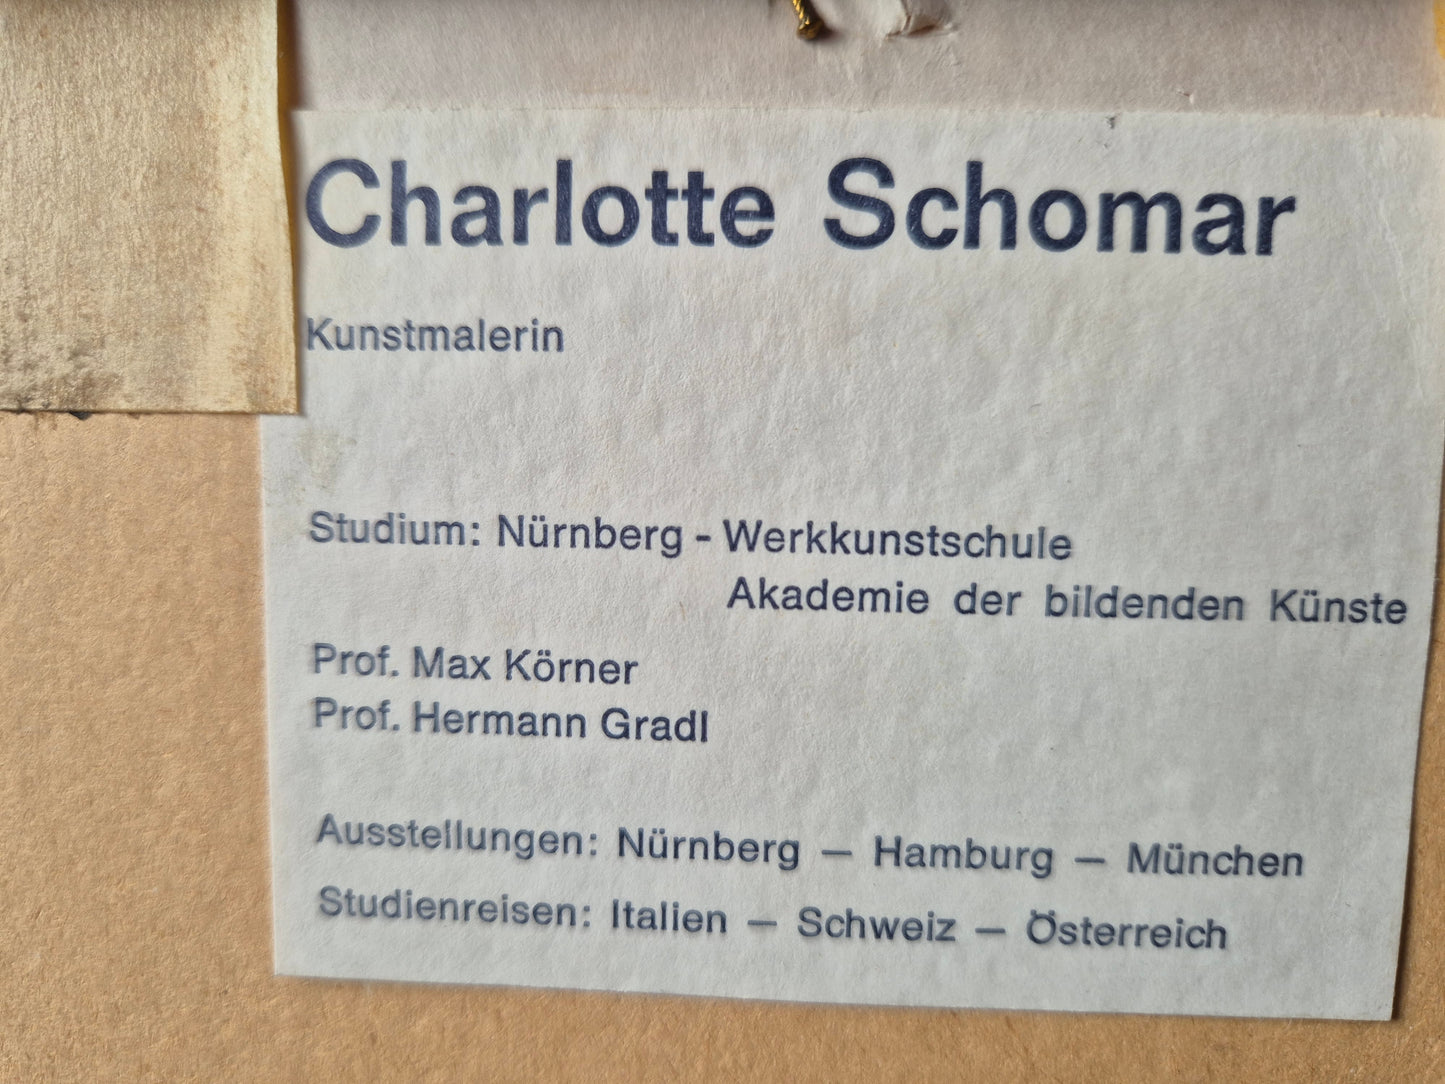 Charlotte Schomar
Kunstmalerin
Studium: Nürnberg - Werkkunstschule
Akademie der bildenden Künste
Prof. Max Körner
Prof. Hermann Gradl
Ausstellungen: Nürnberg — Hamburg — München
Studienreisen: Italien — Schweiz — Österreich